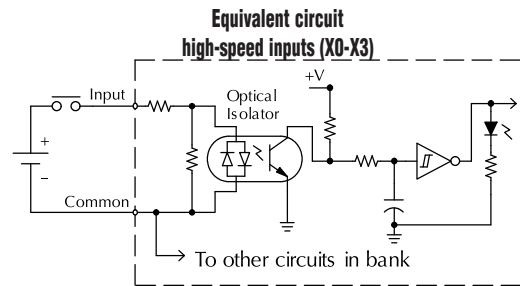 Equivalent circuit
high-speed inputs (X0-X3)
+V
Input
Optical
Isolator
+
–
Common
To other circuits in bank